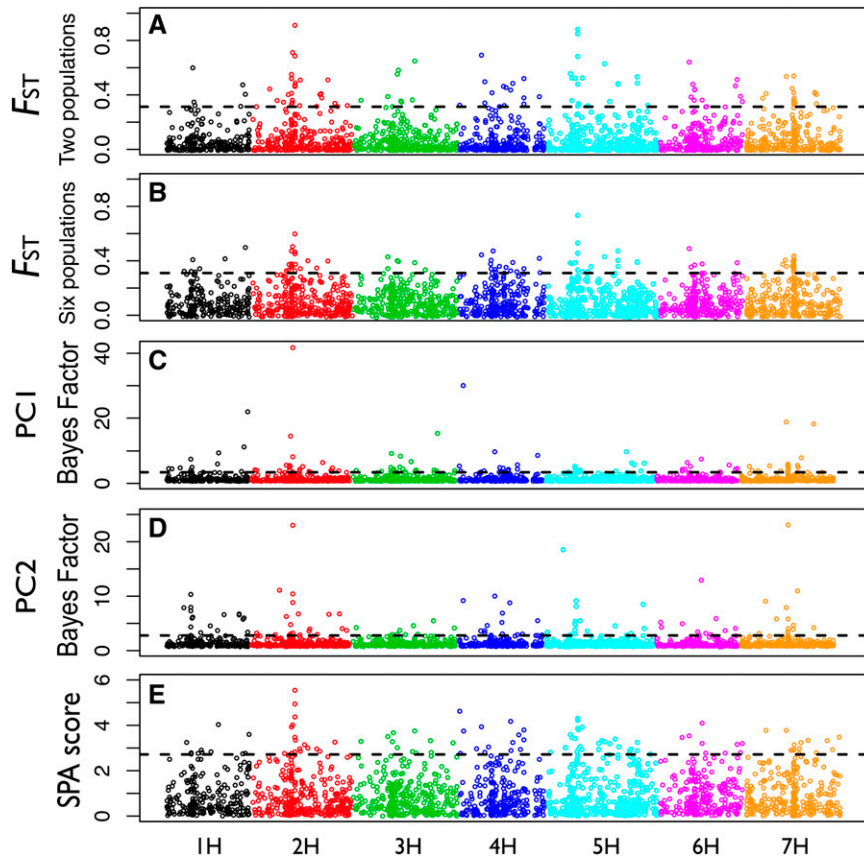 A
F_ST
Two populations
0.8
0.4
0.0
B
F_ST
Six populations
0.8
0.4
0.0
C
PC1
Bayes Factor
40
20
0
D
PC2
Bayes Factor
20
10
0
E
SPA score
6
4
2
0
1H 2H 3H 4H 5H 6H 7H